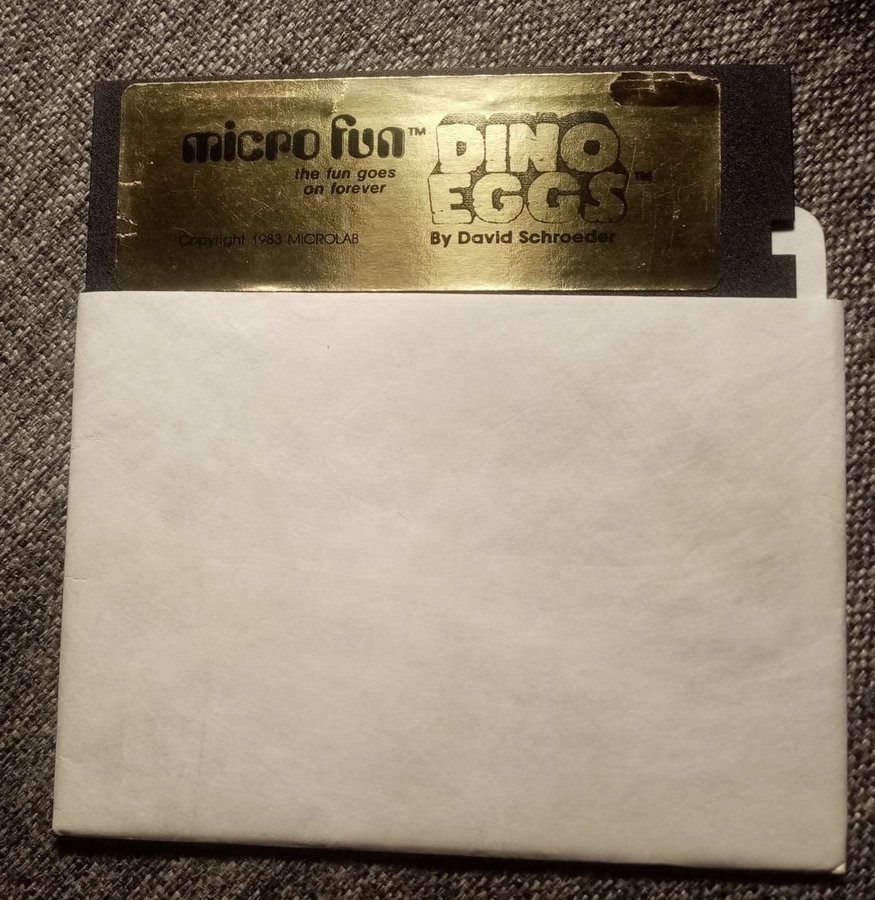 micro fun™
the fun goes
on forever
Copyright 1983 MICROLAB
DINO
EGGS™
By David Schroeder